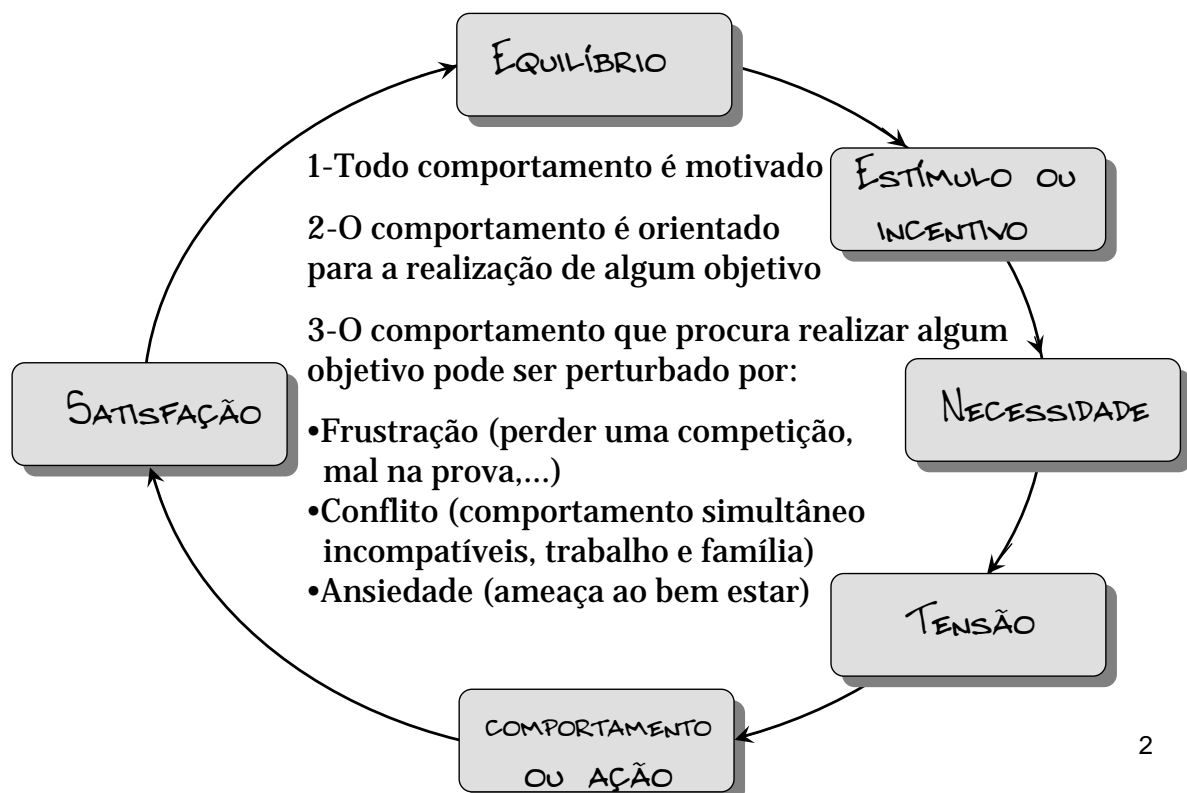 EQUILÍBRIO
1-Todo comportamento é motivado
ESTÍMULO OU
INCENTIVO
2-O comportamento é orientado
para a realização de algum objetivo
3-O comportamento que procura realizar algum
objetivo pode ser perturbado por:
SATISFAÇÃO
NECESSIDADE
•Frustração (perder uma competição,
mal na prova,...)
•Conflito (comportamento simultâneo
incompatíveis, trabalho e família)
•Ansiedade (ameaça ao bem estar)
TENSÃO
COMPORTAMENTO
OU AÇÃO
2